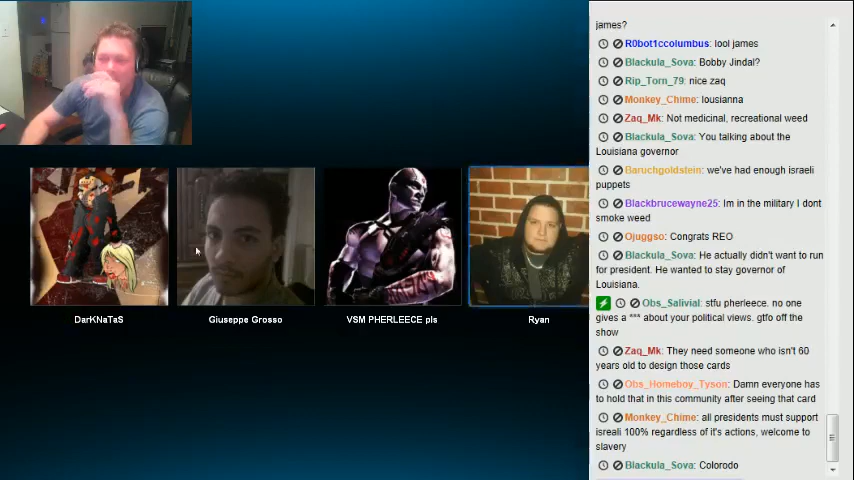 james?
R0bot1ccolumbus: lool james
Blackula_Sova: Bobby Jindal?
Rip_Torn_79: nice zaq
Monkey_Chime: lousianna
Zaq_Mk: Not medicinal, recreational weed
Blackula_Sova: You talking about the
Louisiana governor
Baruchgoldstein: we've had enough israeli
puppets
Blackbrucewayne25: Im in the military I dont
smoke weed
Ojuggso: Congrats REO
Blackula_Sova: He actually didn't want to run
for president. He wanted to stay governor of
Louisiana.
Obs_Salivial: stfu pherleece. no one
gives a *** about your political views. gtfo off the
show
Zaq_Mk: They need someone who isn't 60
years old to design those cards
Obs_Homeboy_Tyson: Damn everyone has
to hold that in this community after seeing that card
Monkey_Chime: all presidents must support
isreali 100% regardless of it's actions, welcome to
slavery
Blackula_Sova: Colorodo
DarKNaTaS
Giuseppe Grosso
VSM PHERLEECE pls
Ryan